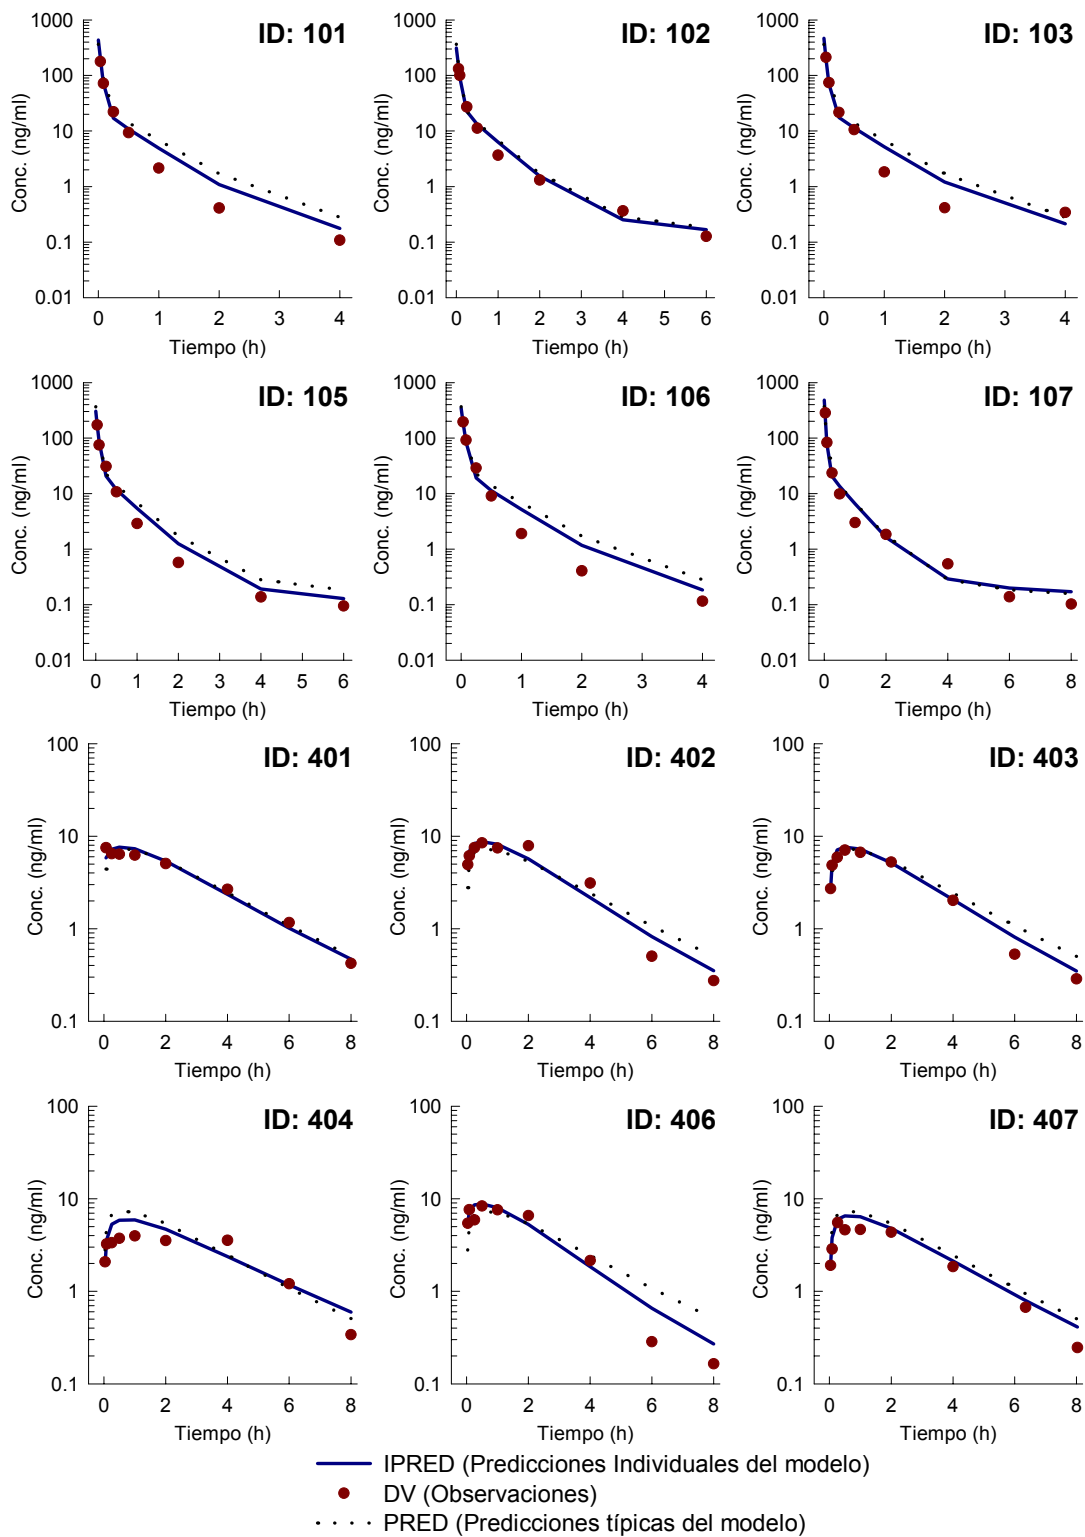 ID: 101
Conc. (ng/ml)
1000
100
10
1
0.1
0.01
0 1 2 3 4
Tiempo (h)
ID: 102
Conc. (ng/ml)
1000
100
10
1
0.1
0.01
0 1 2 3 4 5 6
Tiempo (h)
ID: 103
Conc. (ng/ml)
1000
100
10
1
0.1
0.01
0 1 2 3 4
Tiempo (h)
ID: 105
Conc. (ng/ml)
1000
100
10
1
0.1
0.01
0 1 2 3 4 5 6
Tiempo (h)
ID: 106
Conc. (ng/ml)
1000
100
10
1
0.1
0.01
0 1 2 3 4
Tiempo (h)
ID: 107
Conc. (ng/ml)
1000
100
10
1
0.1
0.01
0 2 4 6 8
Tiempo (h)
ID: 401
Conc. (ng/ml)
100
10
1
0.1
0 2 4 6 8
Tiempo (h)
ID: 402
Conc. (ng/ml)
100
10
1
0.1
0 2 4 6 8
Tiempo (h)
ID: 403
Conc. (ng/ml)
100
10
1
0.1
0 2 4 6 8
Tiempo (h)
ID: 404
Conc. (ng/ml)
100
10
1
0.1
0 2 4 6 8
Tiempo (h)
ID: 406
Conc. (ng/ml)
100
10
1
0.1
0 2 4 6 8
Tiempo (h)
ID: 407
Conc. (ng/ml)
100
10
1
0.1
0 2 4 6 8
Tiempo (h)
IPRED (Predicciones Individuales del modelo)
DV (Observaciones)
PRED (Predicciones típicas del modelo)